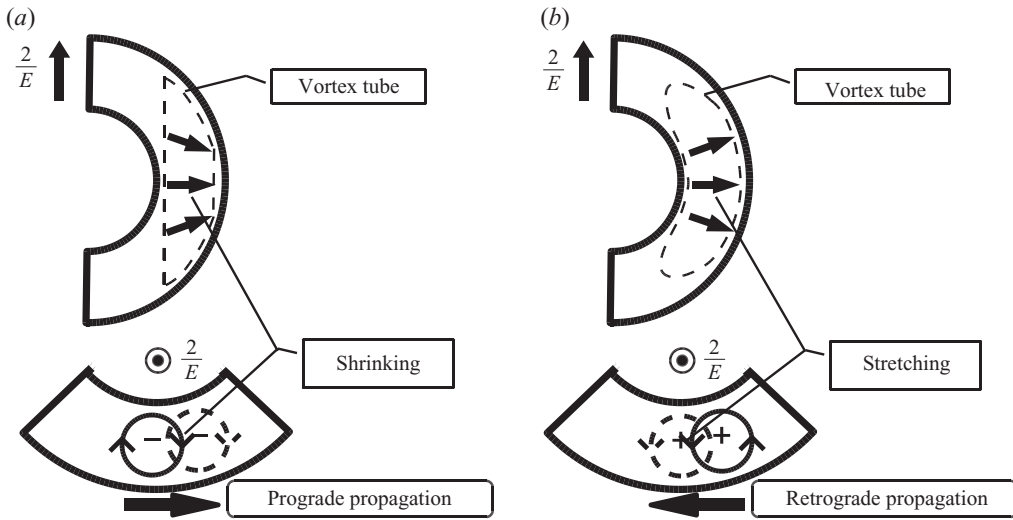 (a)
2
E
Vortex tube
2
E
Shrinking
−
−
Prograde propagation
(b)
2
E
Vortex tube
2
E
Stretching
+
+
Retrograde propagation